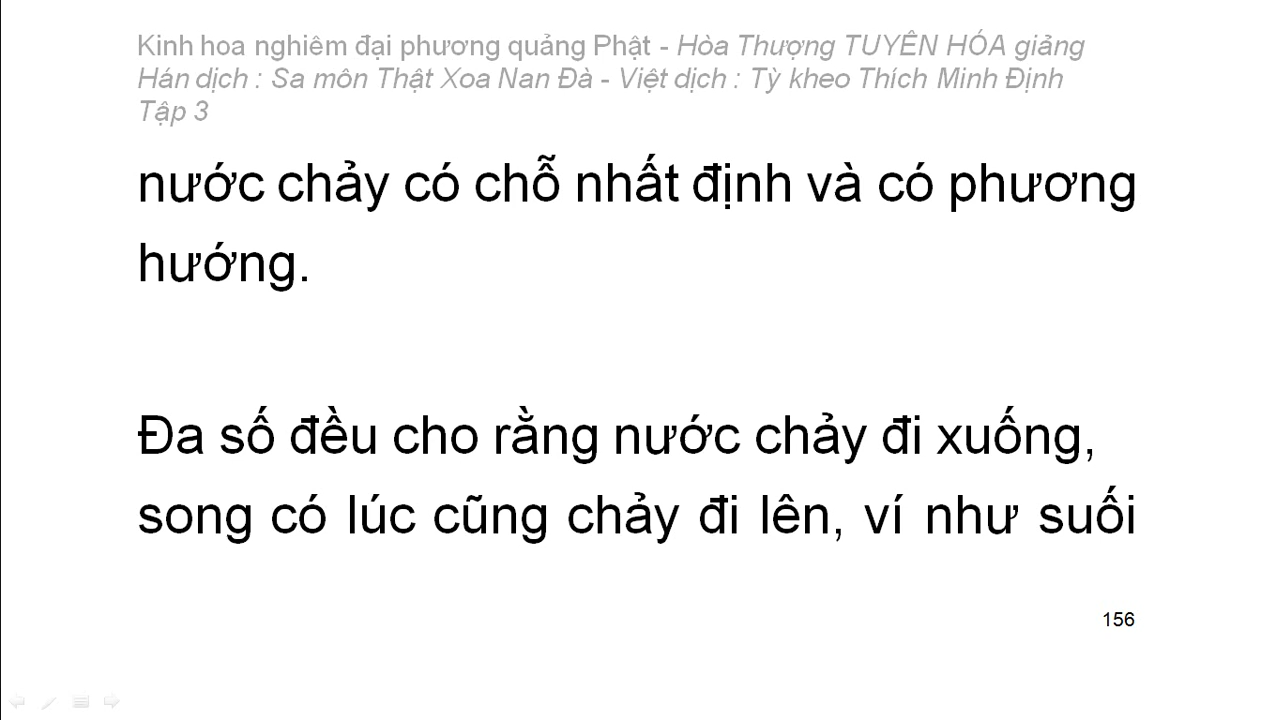 Kinh hoa nghiêm đại phương quảng Phật - Hòa Thượng TUYÊN HÓA giảng
Hán dịch : Sa môn Thật Xoa Nan Đà - Việt dịch : Tỳ kheo Thích Minh Định
Tập 3
nước chảy có chỗ nhất định và có phương
hướng.
Đa số đều cho rằng nước chảy đi xuống,
song có lúc cũng chảy đi lên, ví như suối
156